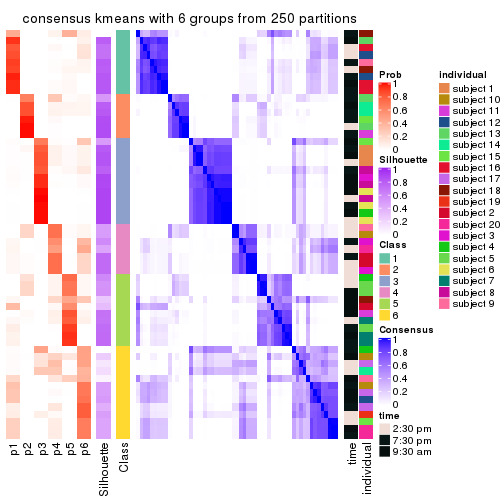 consensus kmeans with 6 groups from 250 partitions
Prob
1
0.8
0.6
0.4
0.2
0
Silhouette
1
0.8
0.6
0.4
0.2
0
Class
1
2
3
4
5
6
Consensus
1
0.8
0.6
0.4
0.2
0
time
2:30 pm
7:30 pm
9:30 am
individual
subject 1
subject 10
subject 11
subject 12
subject 13
subject 14
subject 15
subject 16
subject 17
subject 18
subject 19
subject 2
subject 20
subject 3
subject 4
subject 5
subject 6
subject 7
subject 8
subject 9
p1
p2
p3
p4
p5
p6
Silhouette
Class
time
individual